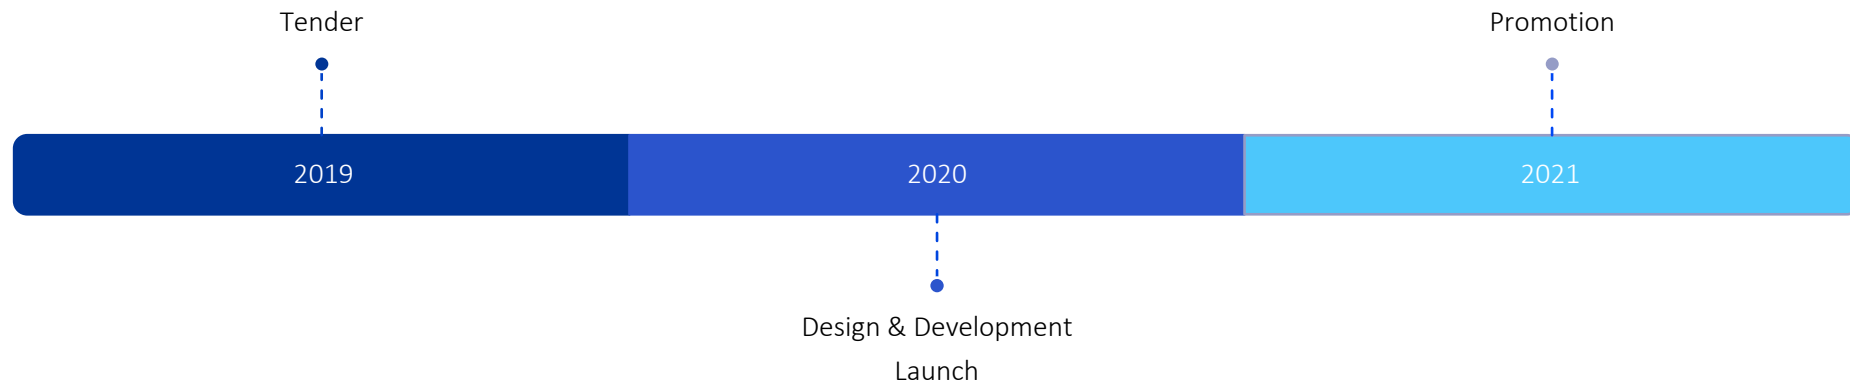 Tender
Promotion
2019
2020
2021
Design & Development
Launch